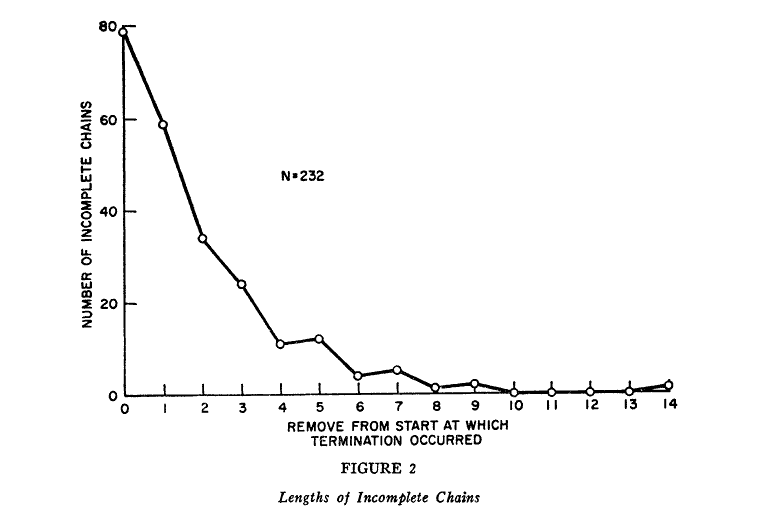 80
60
40
20
0
NUMBER OF INCOMPLETE CHAINS
N=232
0 1 2 3 4 5 6 7 8 9 10 11 12 13 14
REMOVE FROM START AT WHICH
TERMINATION OCCURRED
FIGURE 2
Lengths of Incomplete Chains